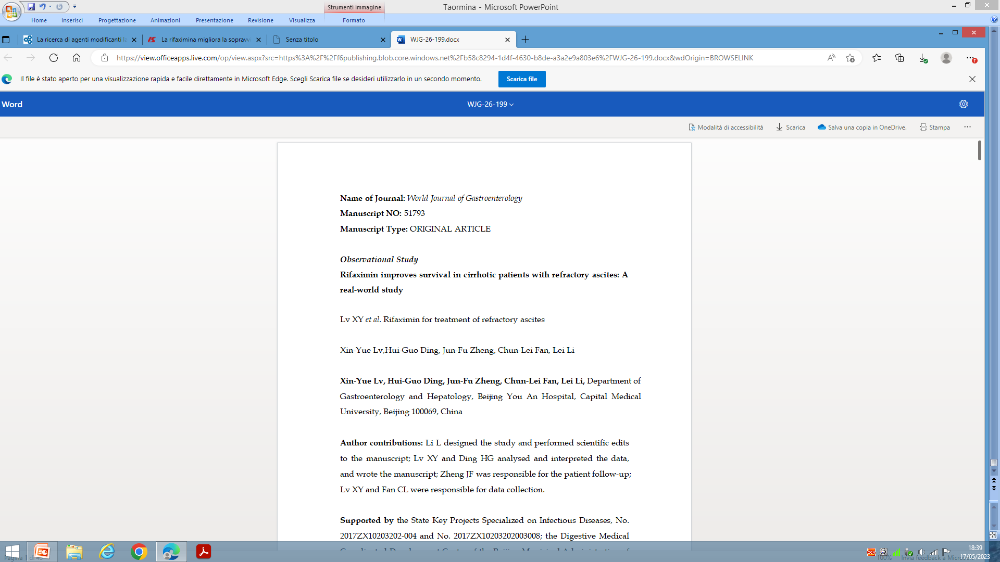 Strumenti immagine
Taormina - Microsoft PowerPoint
Home Inserisci Progettazione Animazioni Presentazione Revisione Visualizza Formato
La ricerca di agenti modificanti la
La rifaximina migliora la sopravvi
Senza titolo
WJG-26-199.docx
https://view.officeapps.live.com/op/view.aspx?src=https%3A%2F%2Ff6publishing.blob.core.windows.net%2Fb58c8294-1d4f-4630-b8de-a3a2e9a803e6%2FWJG-26-199.docx&wdOrigin=BROWSELINK
Il file è stato aperto per una visualizzazione rapida e facile direttamente in Microsoft Edge. Scegli Scarica file se desideri utilizzarlo in un secondo momento.
Scarica file
Word
WJG-26-199
Modalità di accessibilità Scarica Salva una copia in OneDrive. Stampa
Name of Journal: World Journal of Gastroenterology
Manuscript NO: 51793
Manuscript Type: ORIGINAL ARTICLE
Observational Study
Rifaximin improves survival in cirrhotic patients with refractory ascites: A
real-world study
Lv XY et al. Rifaximin for treatment of refractory ascites
Xin-Yue Lv,Hui-Guo Ding, Jun-Fu Zheng, Chun-Lei Fan, Lei Li
Xin-Yue Lv, Hui-Guo Ding, Jun-Fu Zheng, Chun-Lei Fan, Lei Li, Department of
Gastroenterology and Hepatology, Beijing You An Hospital, Capital Medical
University, Beijing 100069, China
Author contributions: Li L designed the study and performed scientific edits
to the manuscript; Lv XY and Ding HG analysed and interpreted the data,
and wrote the manuscript; Zheng JF was responsible for the patient follow-up;
Lv XY and Fan CL were responsible for data collection.
Supported by the State Key Projects Specialized on Infectious Diseases, No.
2017ZX10203202-004 and No. 2017ZX10203202003008; the Digestive Medical
18:39
100% Invia feedback a
17/05/2023